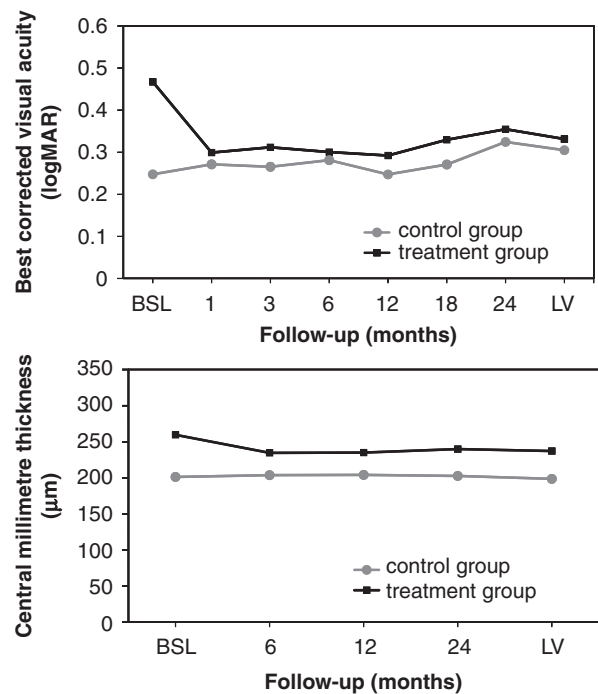 Best corrected visual acuity
(logMAR)
0.6
0.5
0.4
0.3
0.2
0.1
0
control group
treatment group
BSL 1 3 6 12 18 24 LV
Follow-up (months)
Central millimetre thickness
(μm)
350
300
250
200
150
100
50
0
control group
treatment group
BSL 6 12 24 LV
Follow-up (months)